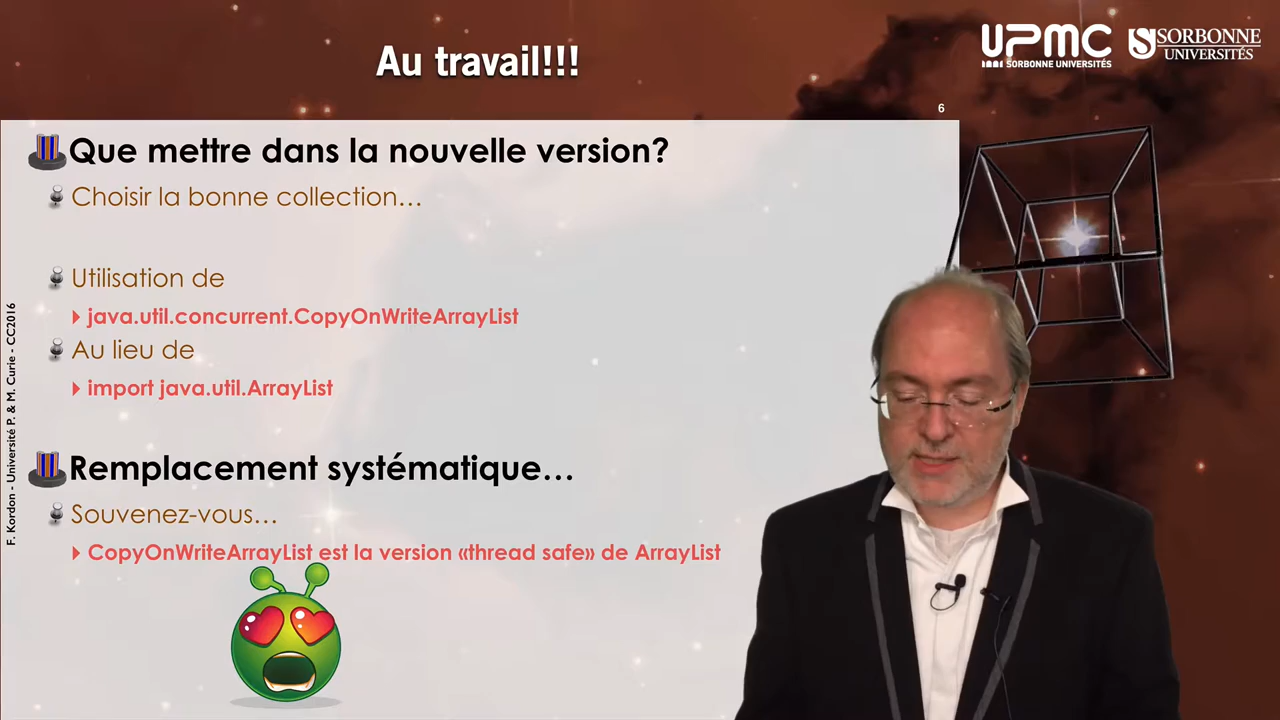 Au travail!!!
UPMC
SORBONNE UNIVERSITÉS
SORBONNE
UNIVERSITÉS
6
Que mettre dans la nouvelle version?
Choisir la bonne collection…
Utilisation de
java.util.concurrent.CopyOnWriteArrayList
Au lieu de
import java.util.ArrayList
Remplacement systématique…
Souvenez-vous…
CopyOnWriteArrayList est la version «thread safe» de ArrayList
F. Kordon - Université P. & M. Curie - CC2016